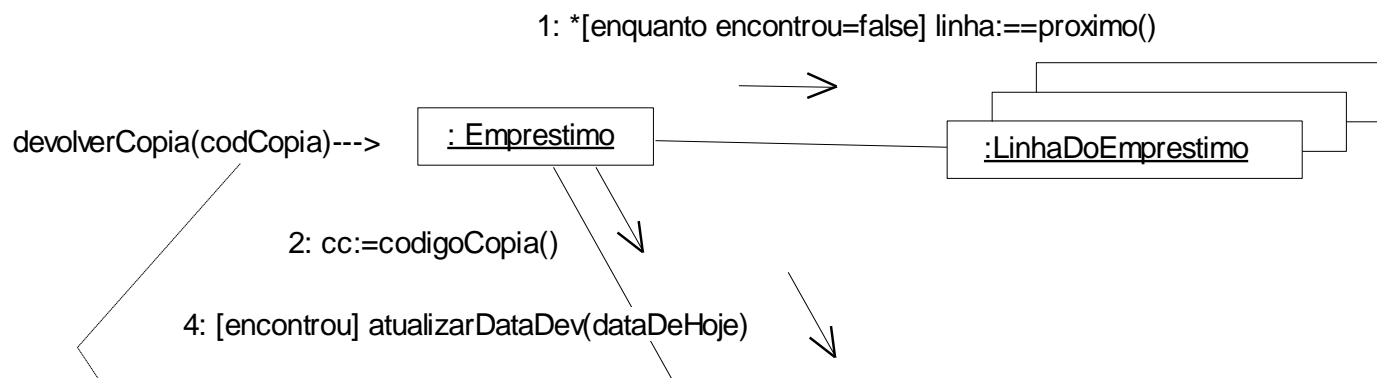 1: *[enquanto encontrou=false] linha:==proximo()
devolverCopia(codCopia)--->
: Emprestimo
:LinhaDoEmprestimo
2: cc:=codigoCopia()
4: [encontrou] atualizarDataDev(dataDeHoje)